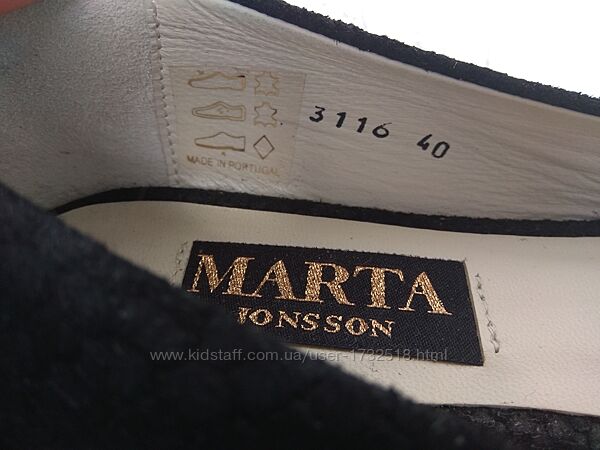 3116 40
MADE IN PORTUGAL
MARTA
JONSSON
www.kidstaff.com.ua/user-1732518.html